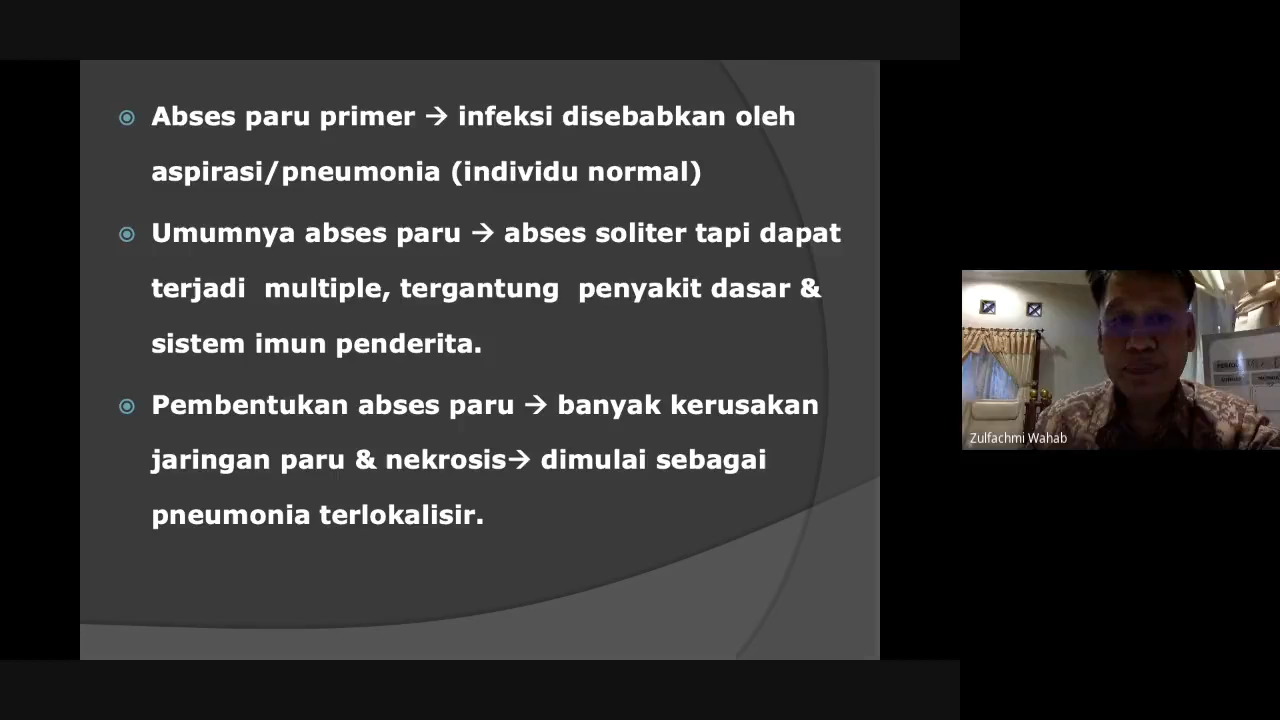 Abses paru primer → infeksi disebabkan oleh
aspirasi/pneumonia (individu normal)
Umumnya abses paru → abses soliter tapi dapat
terjadi multiple, tergantung penyakit dasar &
sistem imun penderita.
Pembentukan abses paru → banyak kerusakan
jaringan paru & nekrosis→ dimulai sebagai
pneumonia terlokalisir.
Zulfachmi Wahab